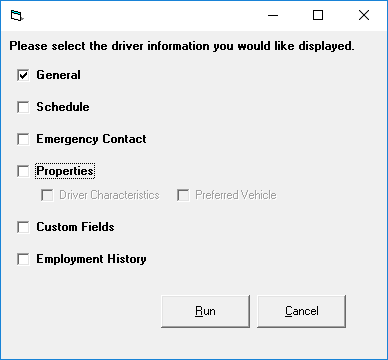 Please select the driver information you would like displayed.
General
Schedule
Emergency Contact
Properties
Driver Characteristics Preferred Vehicle
Custom Fields
Employment History
Run Cancel